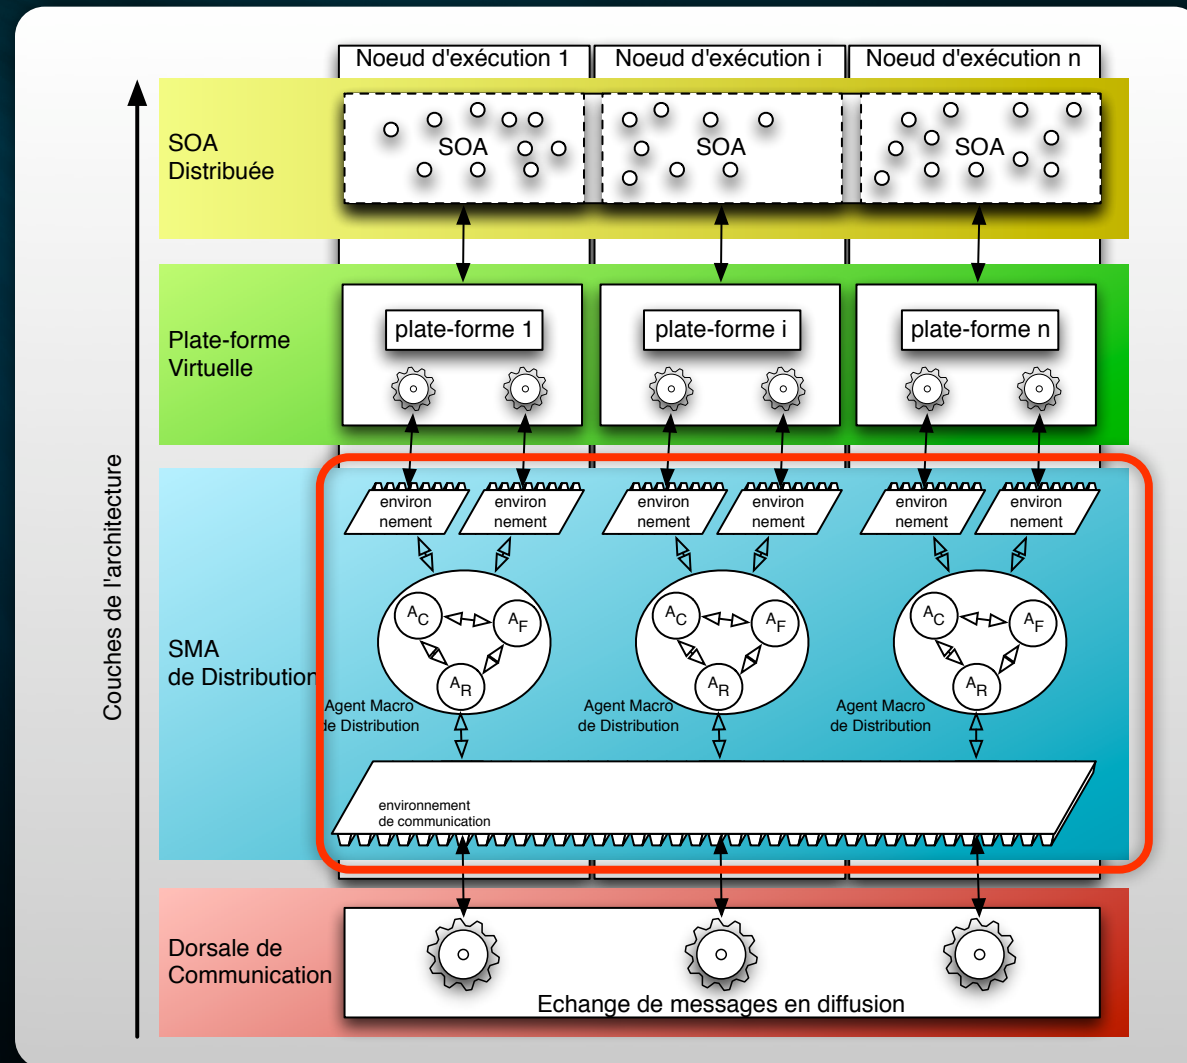 Noeud d'exécution 1
Noeud d'exécution i
Noeud d'exécution n
Couches de l'architecture
SOA
Distribuée
SOA
SOA
SOA
Plate-forme
Virtuelle
plate-forme 1
plate-forme i
plate-forme n
SMA
de Distribution
environ
nement
environ
nement
environ
nement
environ
nement
environ
nement
environ
nement
AC
AF
AR
AC
AF
AR
AC
AF
AR
Agent Macro
de Distribution
Agent Macro
de Distribution
Agent Macro
de Distribution
environnement
de communication
Dorsale de
Communication
Echange de messages en diffusion